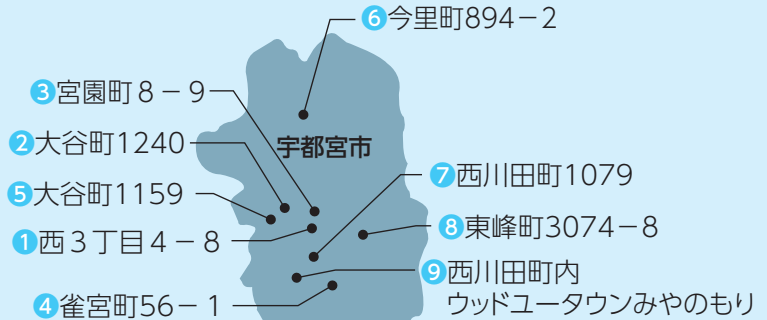 ❻今里町894－2
❸宮園町8－9
❷大谷町1240
宇都宮市
❺大谷町1159
❼西川田町1079
❶西3丁目4－8
❽東峰町3074－8
❾西川田町内
ウッドユータウンみやのもり
❹雀宮町56－1